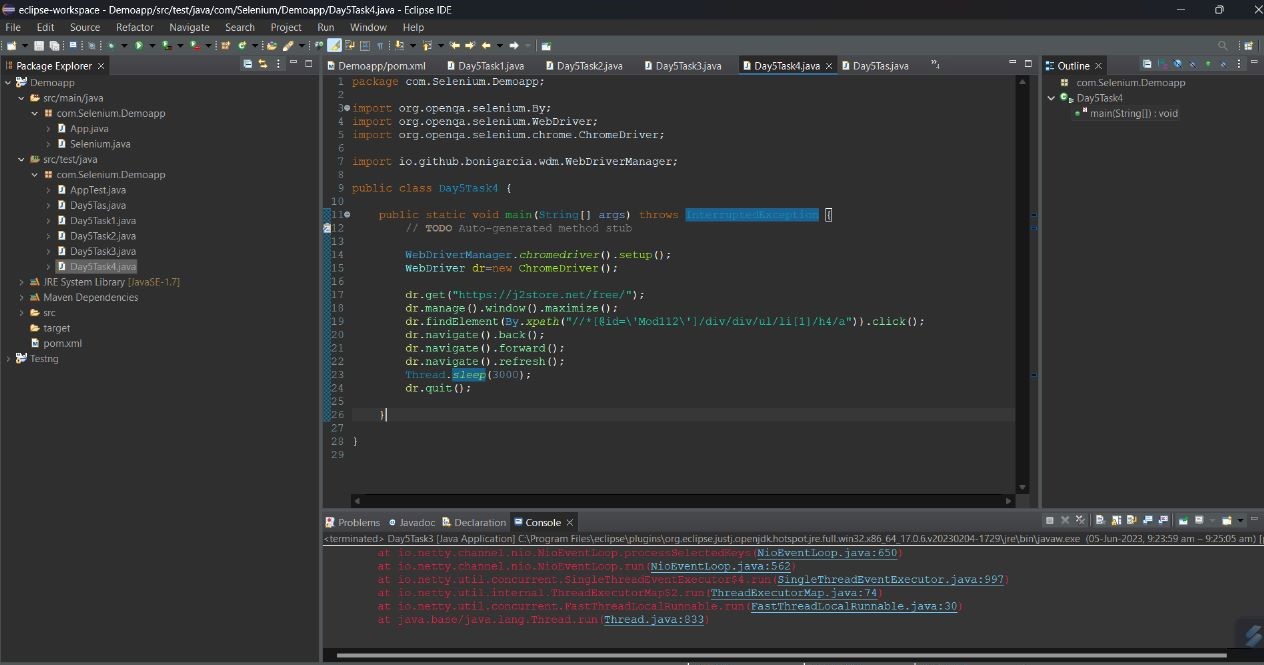 eclipse-workspace - Demoapp/src/test/java/com/Selenium/Demoapp/Day5Task4.java - Eclipse IDE
File Edit Source Refactor Navigate Search Project Run Window Help
Package Explorer
Demoapp
src/main/java
com.Selenium.Demoapp
App.java
Selenium.java
src/test/java
com.Selenium.Demoapp
AppTest.java
Day5Tas.java
Day5Task1.java
Day5Task2.java
Day5Task3.java
Day5Task4.java
JRE System Library [JavaSE-1.7]
Maven Dependencies
src
target
pom.xml
Testng
Demoapp/pom.xml Day5Task1.java Day5Task2.java Day5Task3.java Day5Task4.java Day5Tas.java »4
1 package com.Selenium.Demoapp;
2
3 import org.openqa.selenium.By;
4 import org.openqa.selenium.WebDriver;
5 import org.openqa.selenium.chrome.ChromeDriver;
6
7 import io.github.bonigarcia.wdm.WebDriverManager;
8
9 public class Day5Task4 {
10
11 public static void main(String[] args) throws InterruptedException {
12 // TODO Auto-generated method stub
13
14 WebDriverManager.chromedriver().setup();
15 WebDriver dr=new ChromeDriver();
16
17 dr.get("https://j2store.net/free/");
18 dr.manage().window().maximize();
19 dr.findElement(By.xpath("//*[@id=\'Mod112\']/div/div/ul/li[1]/h4/a")).click();
20 dr.navigate().back();
21 dr.navigate().forward();
22 dr.navigate().refresh();
23 Thread.sleep(3000);
24 dr.quit();
25
26 }
27
28 }
29
Outline
com.Selenium.Demoapp
Day5Task4
main(String[]) : void
Problems Javadoc Declaration Console
<terminated> Day5Task3 [Java Application] C:\Program Files\eclipse\plugins\org.eclipse.justj.openjdk.hotspot.jre.full.win32.x86_64_17.0.6.v20230204-1729\jre\bin\javaw.exe (05-Jun-2023, 9:23:59 am – 9:25:05 am) [
at io.netty.channel.nio.NioEventLoop.processSelectedKeys(NioEventLoop.java:650)
at io.netty.channel.nio.NioEventLoop.run(NioEventLoop.java:562)
at io.netty.util.concurrent.SingleThreadEventExecutor$4.run(SingleThreadEventExecutor.java:997)
at io.netty.util.internal.ThreadExecutorMap$2.run(ThreadExecutorMap.java:74)
at io.netty.util.concurrent.FastThreadLocalRunnable.run(FastThreadLocalRunnable.java:30)
at java.base/java.lang.Thread.run(Thread.java:833)